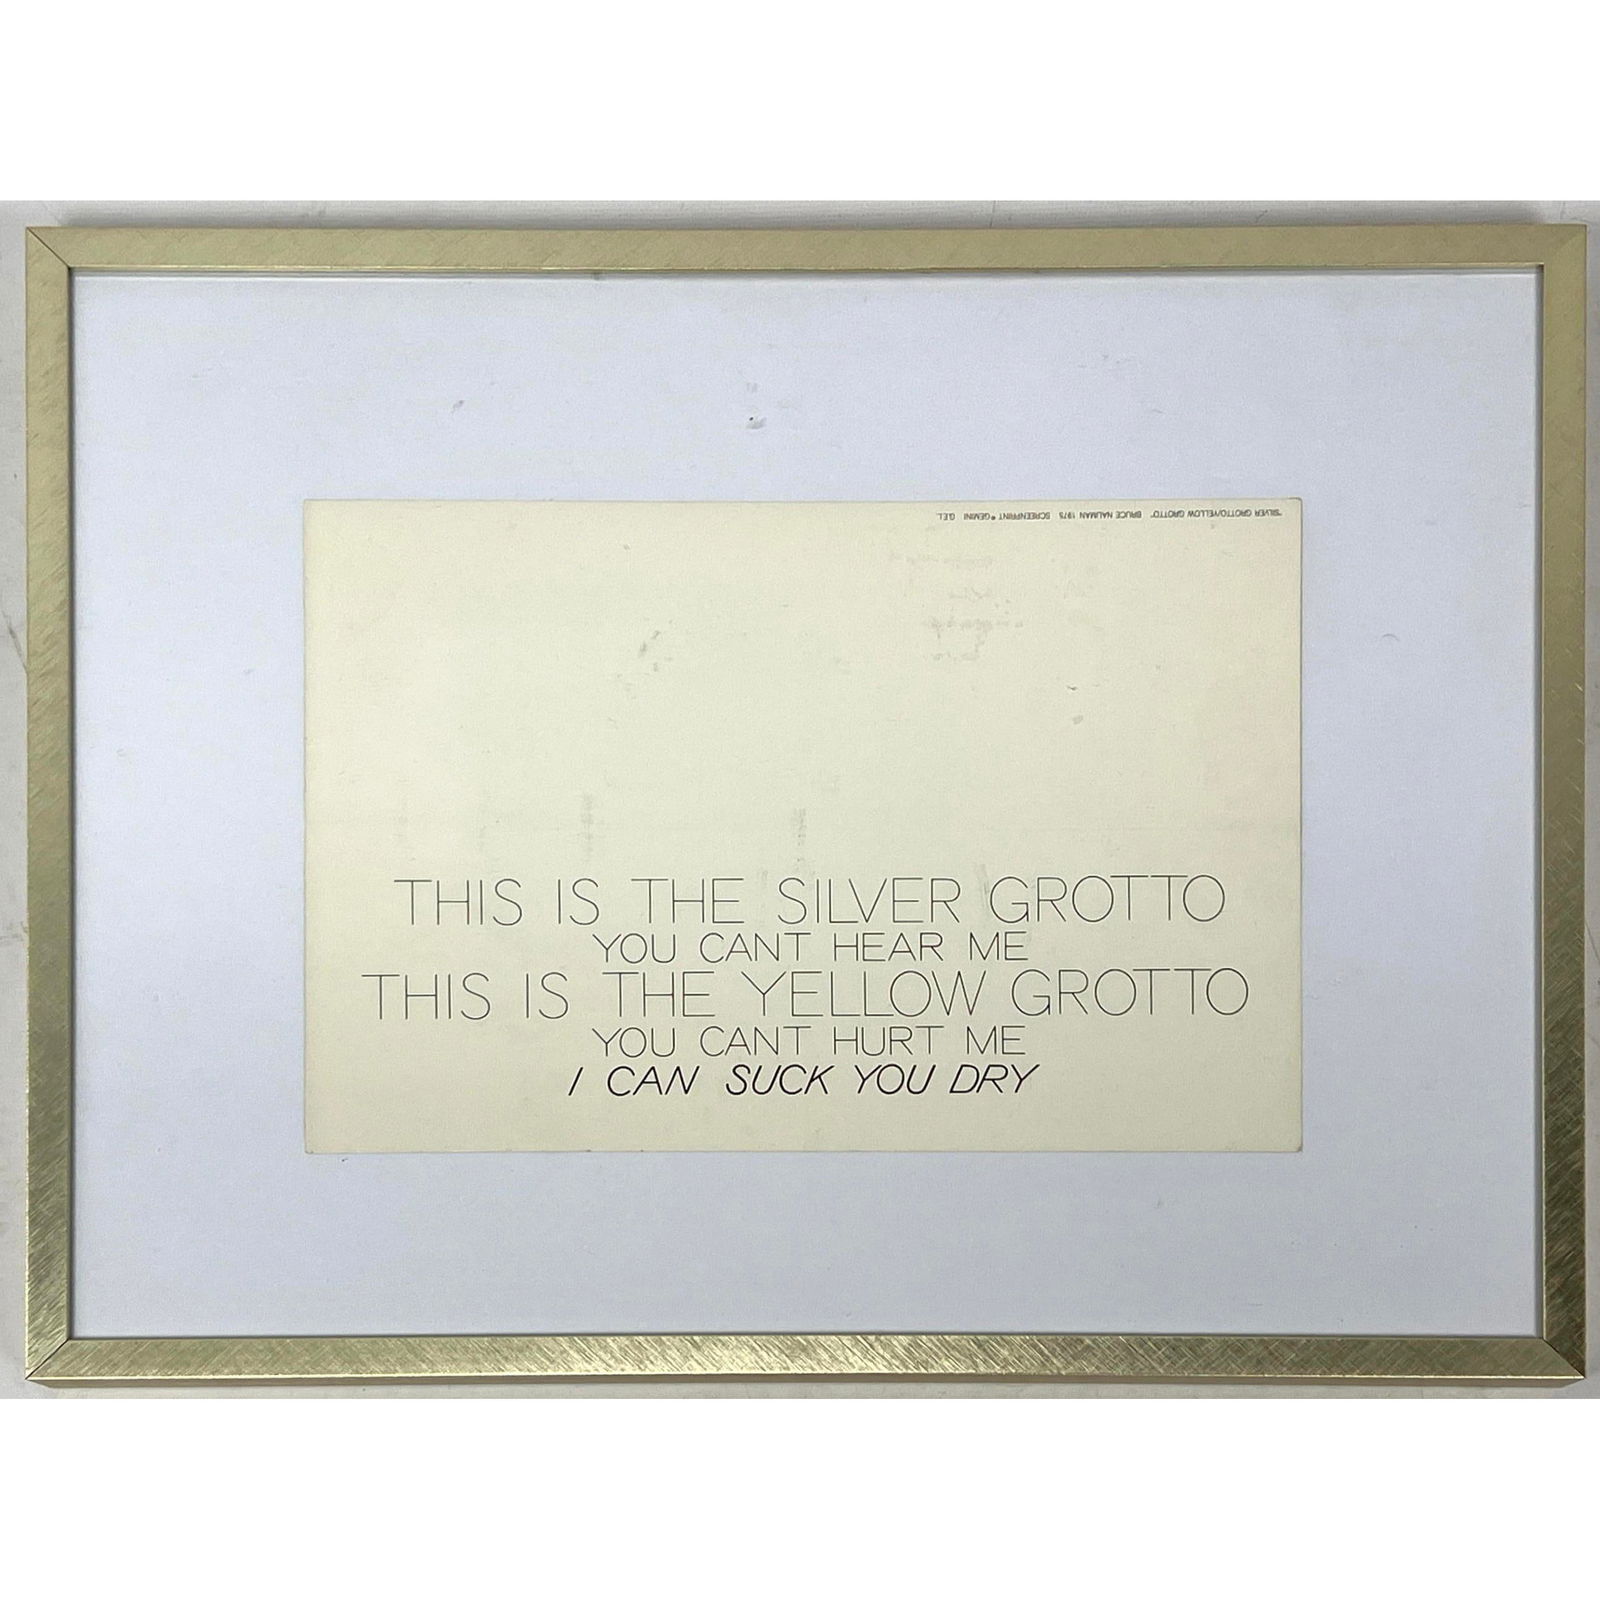 "SILVER GROTTO/YELLOW GROTTO" BRUCE NAUMAN 1975 SCREENPRINT © GEMINI G.E.L.
THIS IS THE SILVER GROTTO
YOU CANT HEAR ME
THIS IS THE YELLOW GROTTO
YOU CANT HURT ME
I CAN SUCK YOU DRY